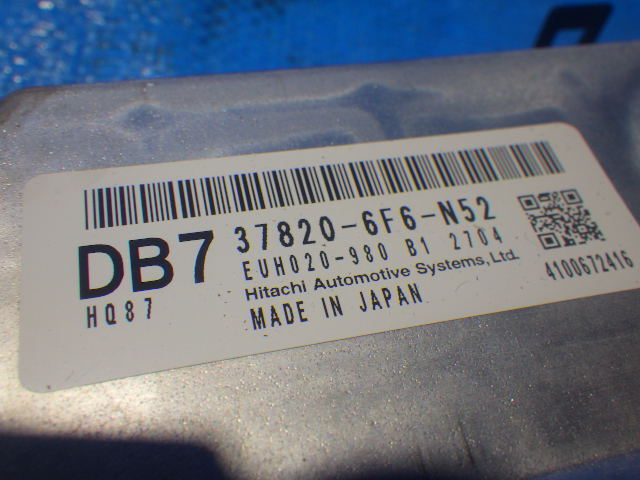 DB7
HQ87
37820-6F6-N52
EUH020-980 B1 2704
Hitachi Automotive Systems,Ltd.
MADE IN JAPAN
4100672416